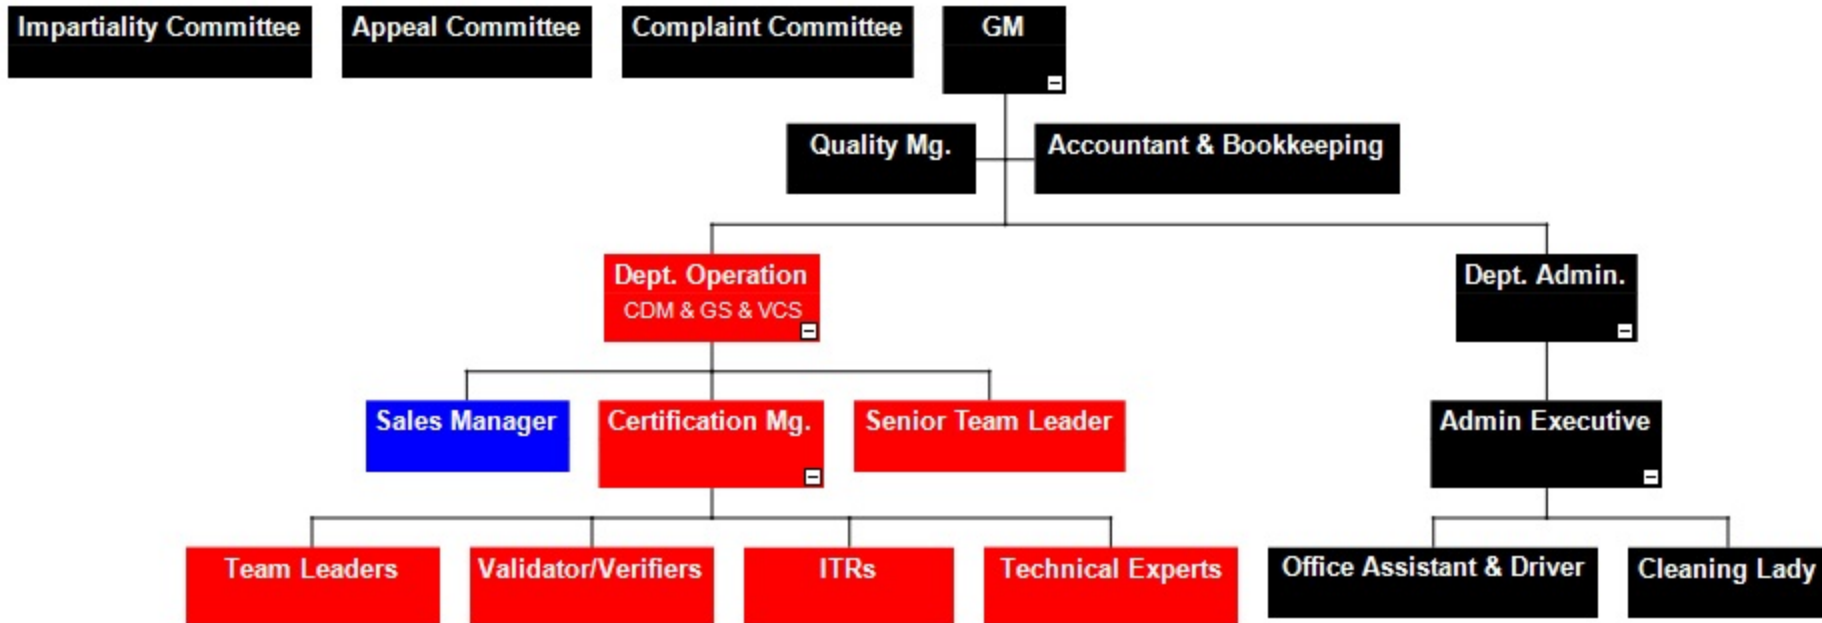 Impartiality Committee
Appeal Committee
Complaint Committee
GM
Quality Mg.
Accountant & Bookkeeping
Dept. Operation
CDM & GS & VCS
Dept. Admin.
Sales Manager
Certification Mg.
Senior Team Leader
Admin Executive
Team Leaders
Validator/Verifiers
ITRs
Technical Experts
Office Assistant & Driver
Cleaning Lady